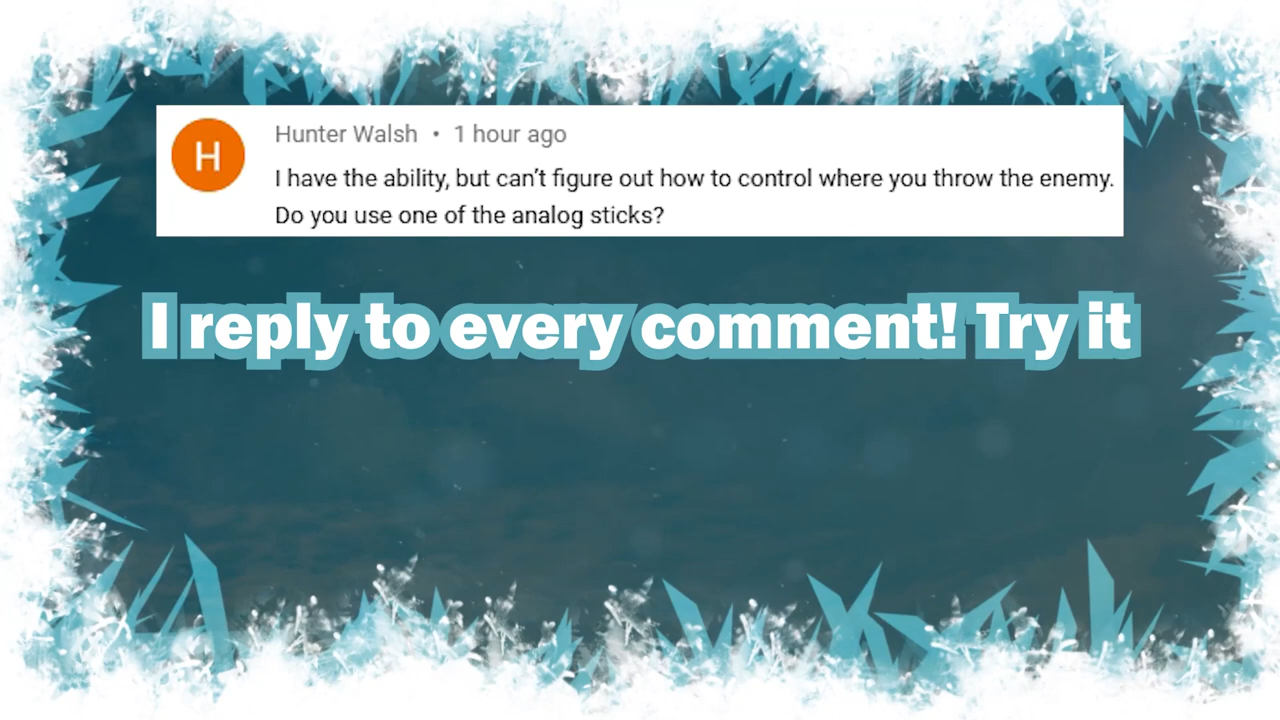 H
Hunter Walsh • 1 hour ago
I have the ability, but can't figure out how to control where you throw the enemy.
Do you use one of the analog sticks?
I reply to every comment! Try it